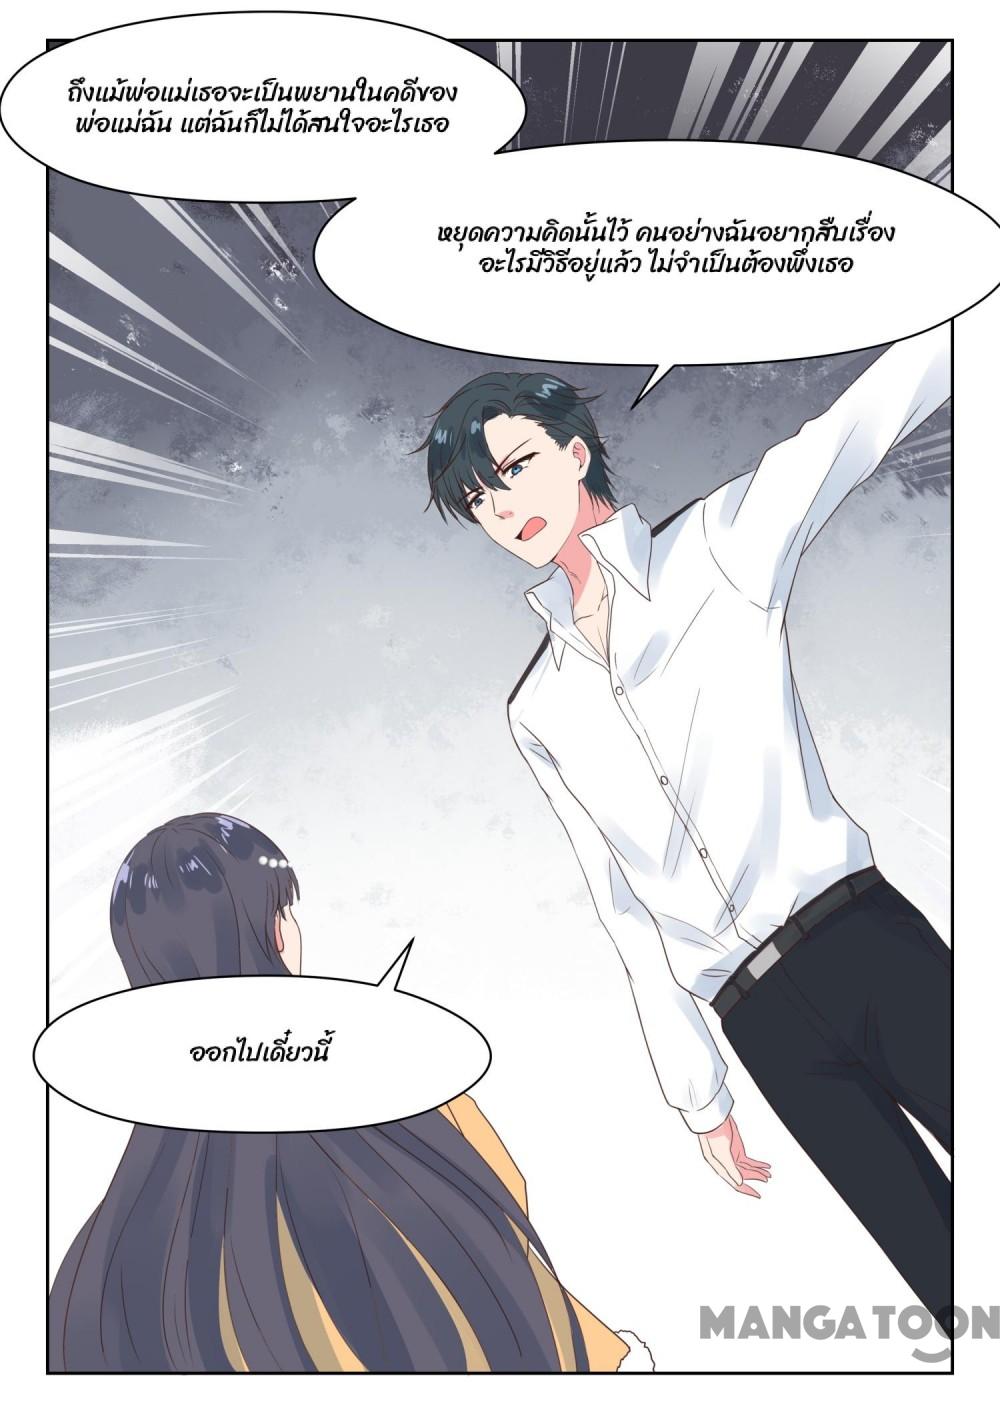 ถึงแม้พ่อแม่เธอจะเป็นพยานในคดีของ
พ่อแม่ฉัน แต่ฉันก็ไม่ได้สนใจอะไรเธอ
หยุดความคิดนั้นไว้ คนอย่างฉันอยากสืบเรื่อง
อะไรมีวิธีอยู่แล้ว ไม่จำเป็นต้องพึ่งเธอ
ออกไปเดี๋ยวนี้
MANGATOON